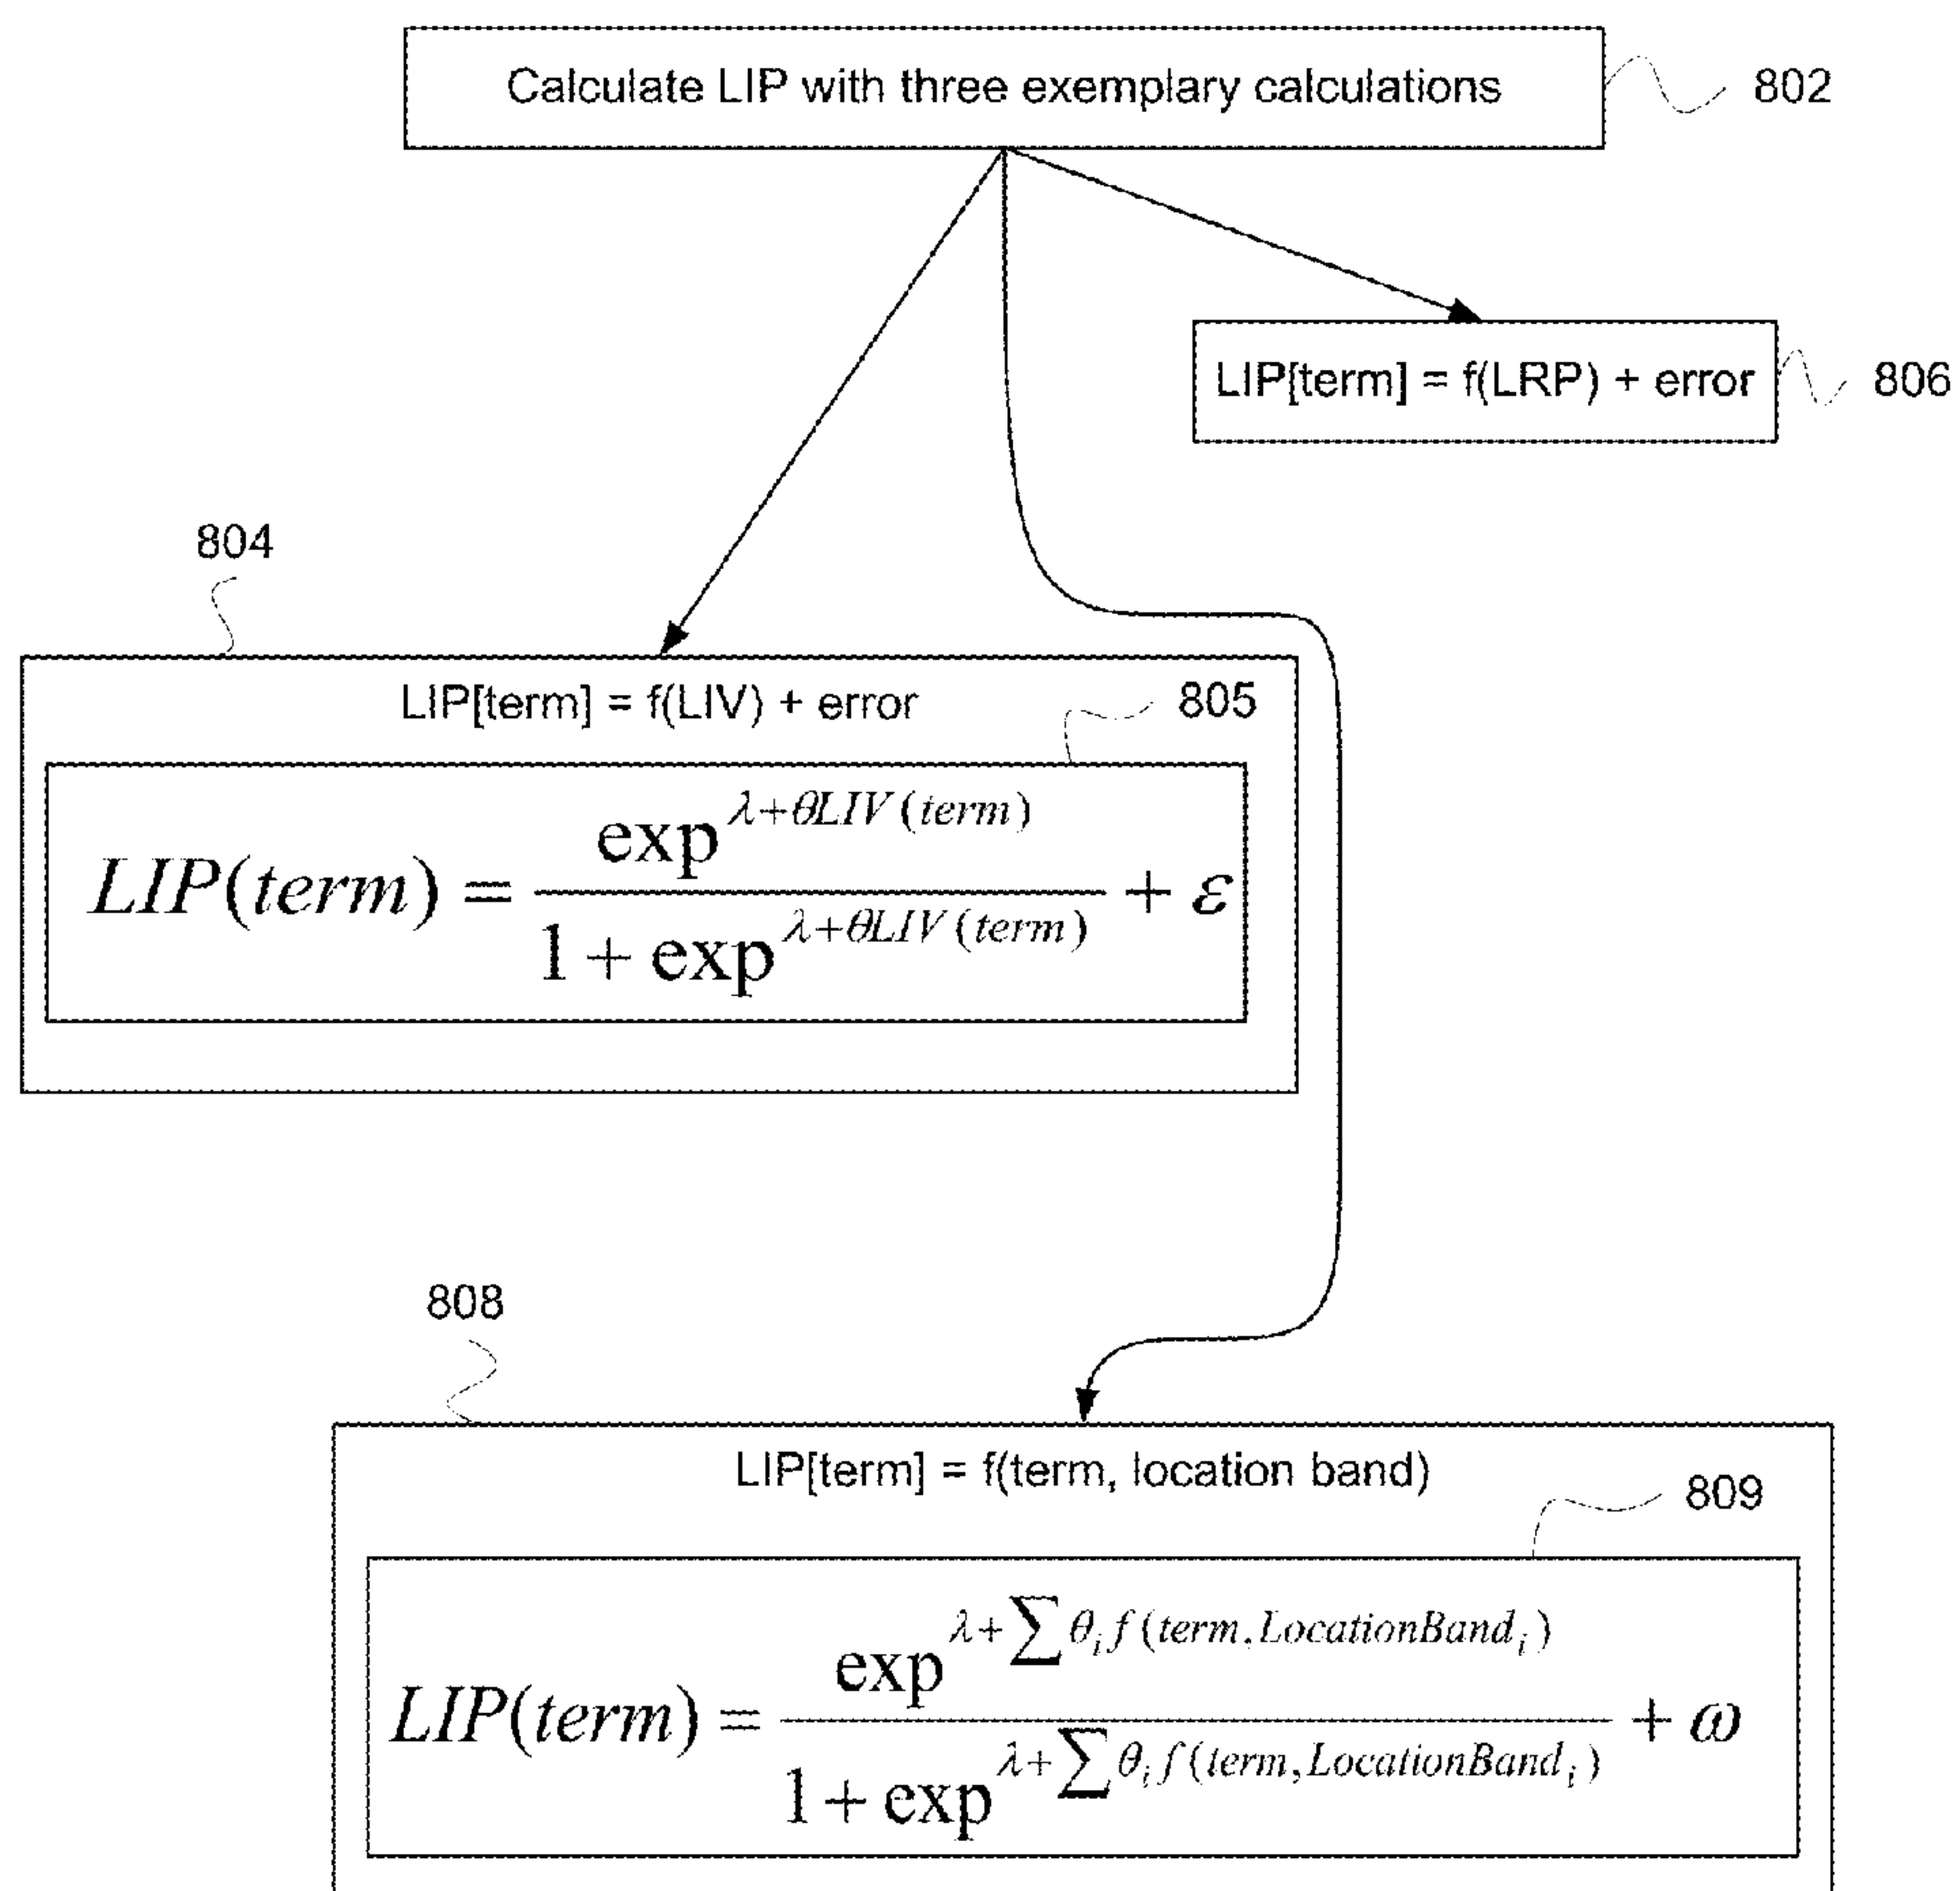 Calculate LIP with three exemplary calculations
802
LIP[term] = f(LRP) + error
806
804
LIP[term] = f(LIV) + error
805
LIP(term) = \frac{exp^{λ+θLIV(term)}}{1 + exp^{λ+θLIV(term)}} + ε
808
LIP[term] = f(term, location band)
809
LIP(term) = \frac{exp^{λ+∑θ_i f(term,LocationBand_i)}}{1 + exp^{λ+∑θ_i f(term,LocationBand_i)}} + ω